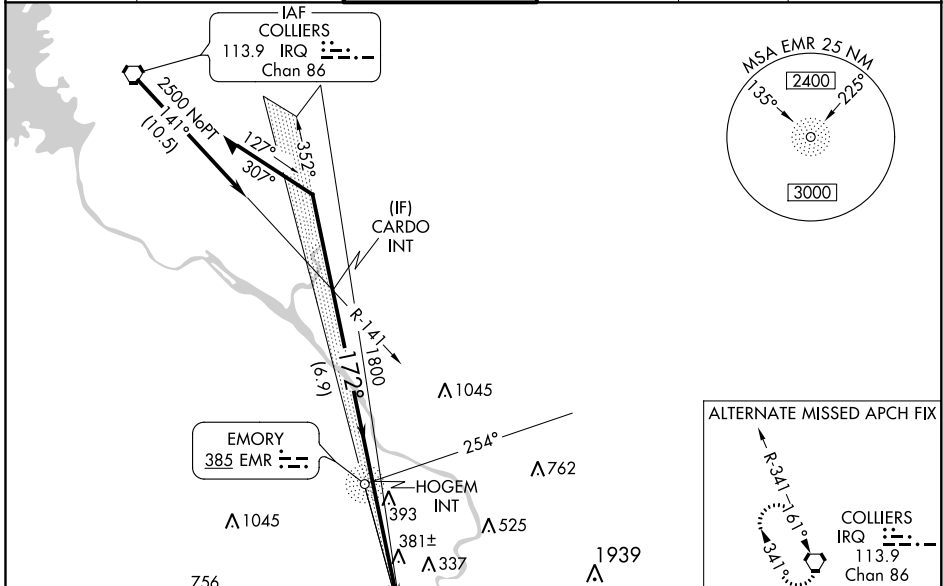 IAF
COLLIERS
113.9 IRQ
Chan 86
MSA EMR 25 NM
2400
135°
225°
3000
2500 NoPT
141°
(10.5)
127°
307°
352°
(IF)
CARDO
INT
R-141
1800
172°
(6.9)
1045
EMORY
385 EMR
254°
762
HOGEM
INT
393
1045
525
381±
337
1939
756
ALTERNATE MISSED APCH FIX
R-341
161°
341°
COLLIERS
IRQ
113.9
Chan 86